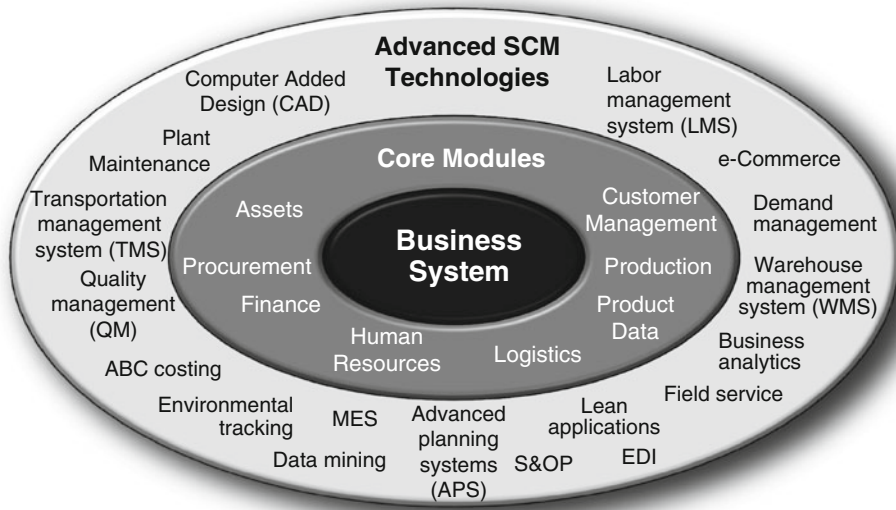 Advanced SCM
Technologies
Computer Added
Design (CAD)
Labor
management
system (LMS)
Plant
Maintenance
e-Commerce
Transportation
management
system (TMS)
Demand
management
Quality
management
(QM)
Warehouse
management
system (WMS)
ABC costing
Business
analytics
Environmental
tracking
Field service
MES
Data mining
Advanced
planning
systems
(APS)
S&OP
Lean
applications
EDI
Core Modules
Assets
Customer
Management
Procurement
Production
Finance
Product
Data
Human
Resources
Logistics
Business
System